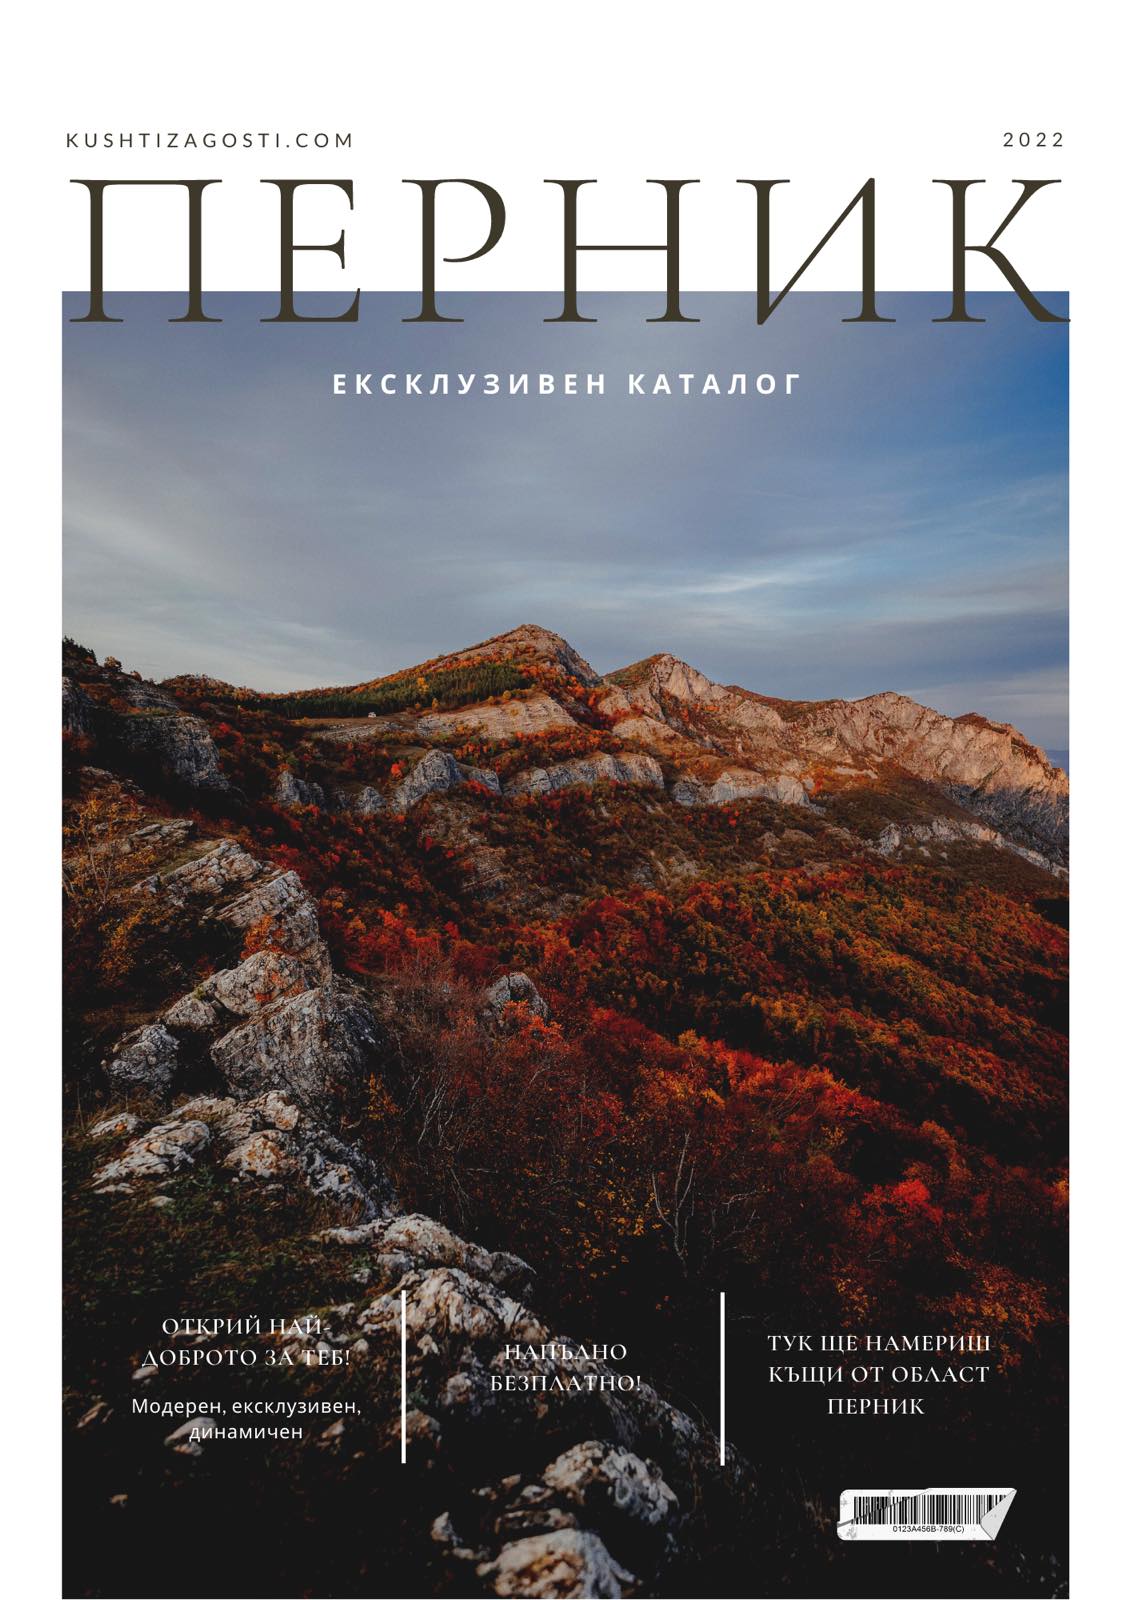 KUSHTIZAGOSTI.COM
2022
ПЕРНИК
ЕКСКЛУЗИВЕН КАТАЛОГ
ОТКРИЙ НАЙ-
ДОБРОТО ЗА ТЕБ!
Модерен, ексклузивен,
динамичен
НАПЪЛНО
БЕЗПЛАТНО!
ТУК ЩЕ НАМЕРИШ
КЪЩИ ОТ ОБЛАСТ
ПЕРНИК
0123A456B-789(C)